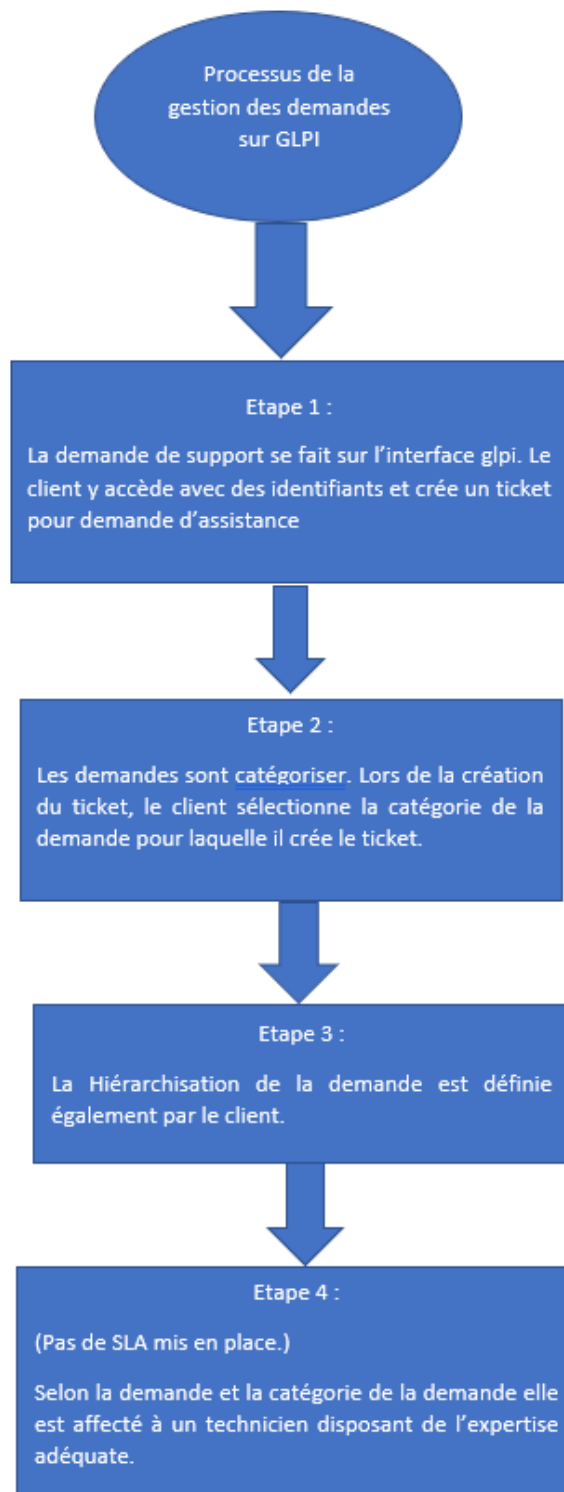 Processus de la
gestion des demandes
sur GLPI
Etape 1 :
La demande de support se fait sur l’interface glpi. Le
client y accède avec des identifiants et crée un ticket
pour demande d’assistance
Etape 2 :
Les demandes sont catégoriser. Lors de la création
du ticket, le client sélectionne la catégorie de la
demande pour laquelle il crée le ticket.
Etape 3 :
La Hiérarchisation de la demande est définie
également par le client.
Etape 4 :
(Pas de SLA mis en place.)
Selon la demande et la catégorie de la demande elle
est affecté à un technicien disposant de l’expertise
adéquate.